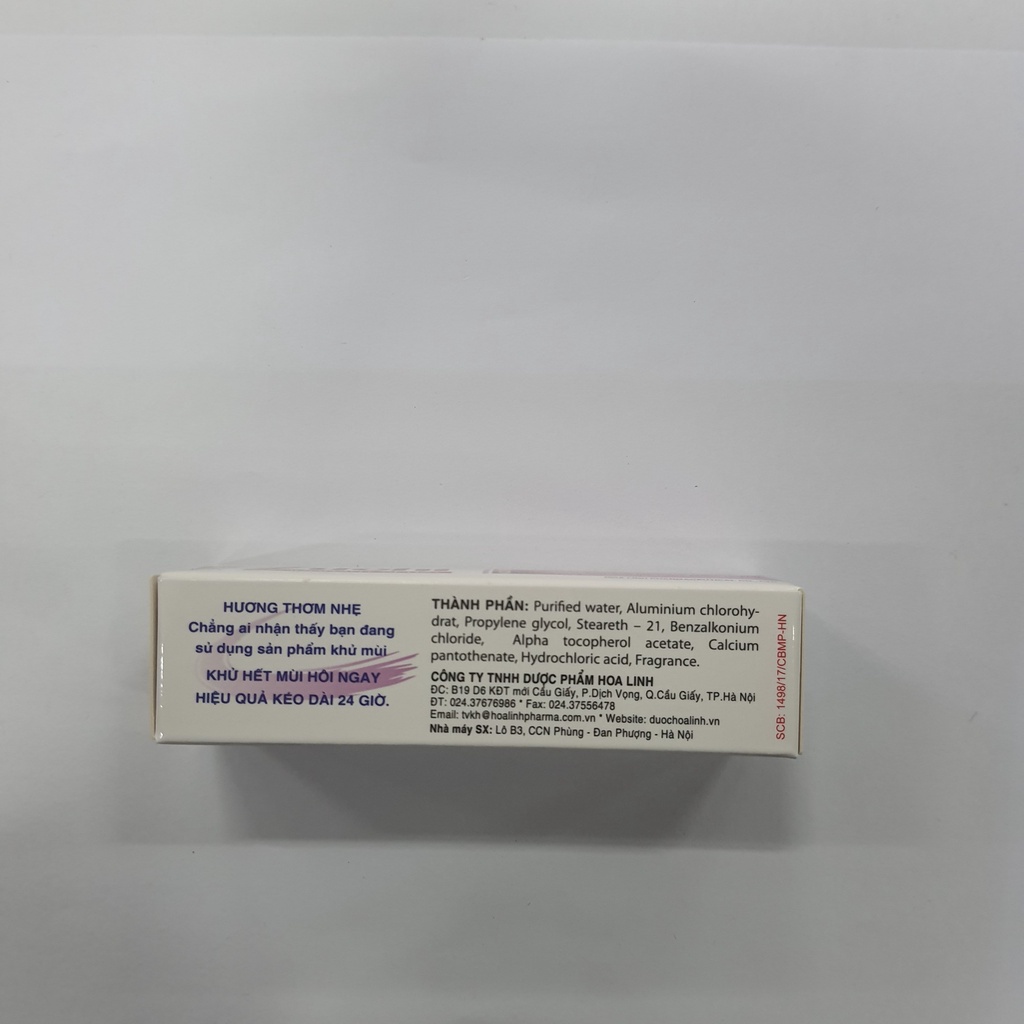 HƯƠNG THƠM NHẸ
Chẳng ai nhận thấy bạn đang
sử dụng sản phẩm khử mùi
KHỬ HẾT MÙI HÔI NGAY
HIỆU QUẢ KÉO DÀI 24 GIỜ.
THÀNH PHẦN: Purified water, Aluminium chlorohy-
drat, Propylene glycol, Steareth – 21, Benzalkonium
chloride, Alpha tocopherol acetate, Calcium
pantothenate, Hydrochloric acid, Fragrance.
CÔNG TY TNHH DƯỢC PHẨM HOA LINH
ĐC: B19 D6 KĐT mới Cầu Giấy, P.Dịch Vọng, Q.Cầu Giấy, TP.Hà Nội
ĐT: 024.37676986 * Fax: 024.37556478
Email: tvkh@hoalinhpharma.com.vn * Website: duochoalinh.vn
Nhà máy SX: Lô B3, CCN Phùng - Đan Phượng - Hà Nội
SCB: 1498/17/CBMP-HN